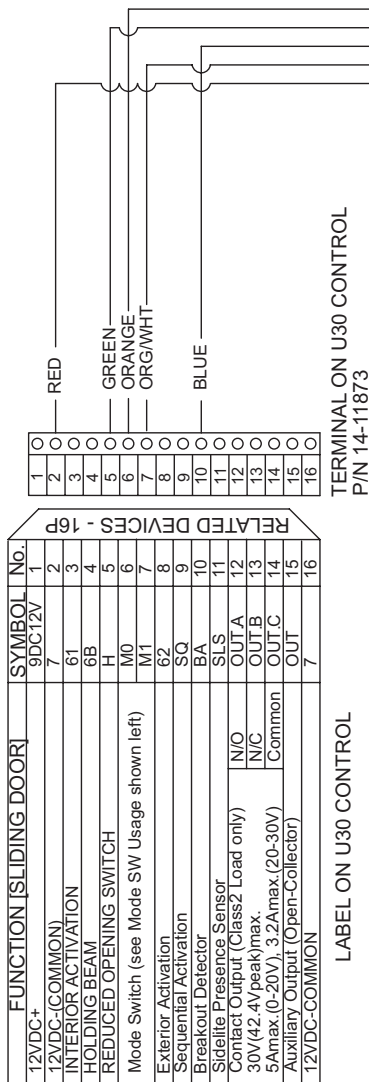 FUNCTION [SLIDING DOOR] SYMBOL No.
12VDC+ 9DC12V 1
12VDC-(COMMON) 7 2
INTERIOR ACTIVATION 61 3
HOLDING BEAM 6B 4
REDUCED OPENING SWITCH H 5
Mode Switch (see Mode SW Usage shown left) M0 6
M1 7
Exterior Activation 62 8
Sequential Activation SQ 9
Breakout Detector BA 10
Sidelite Presence Sensor SLS 11
Contact Output (Class2 Load only) N/O OUT.A 12
30V(42.4Vpeak)max. N/C OUT.B 13
5Amax.(0-20V), 3.2Amax.(20-30V) Common OUT.C 14
Auxiliary Output (Open-Collector) OUT 15
12VDC-COMMON 7 16
RELATED DEVICES - 16P
LABEL ON U30 CONTROL
1
2 RED
3
4
5 GREEN
6 ORANGE
7 ORG/WHT
8
9
10 BLUE
11
12
13
14
15
16
TERMINAL ON U30 CONTROL
P/N 14-11873